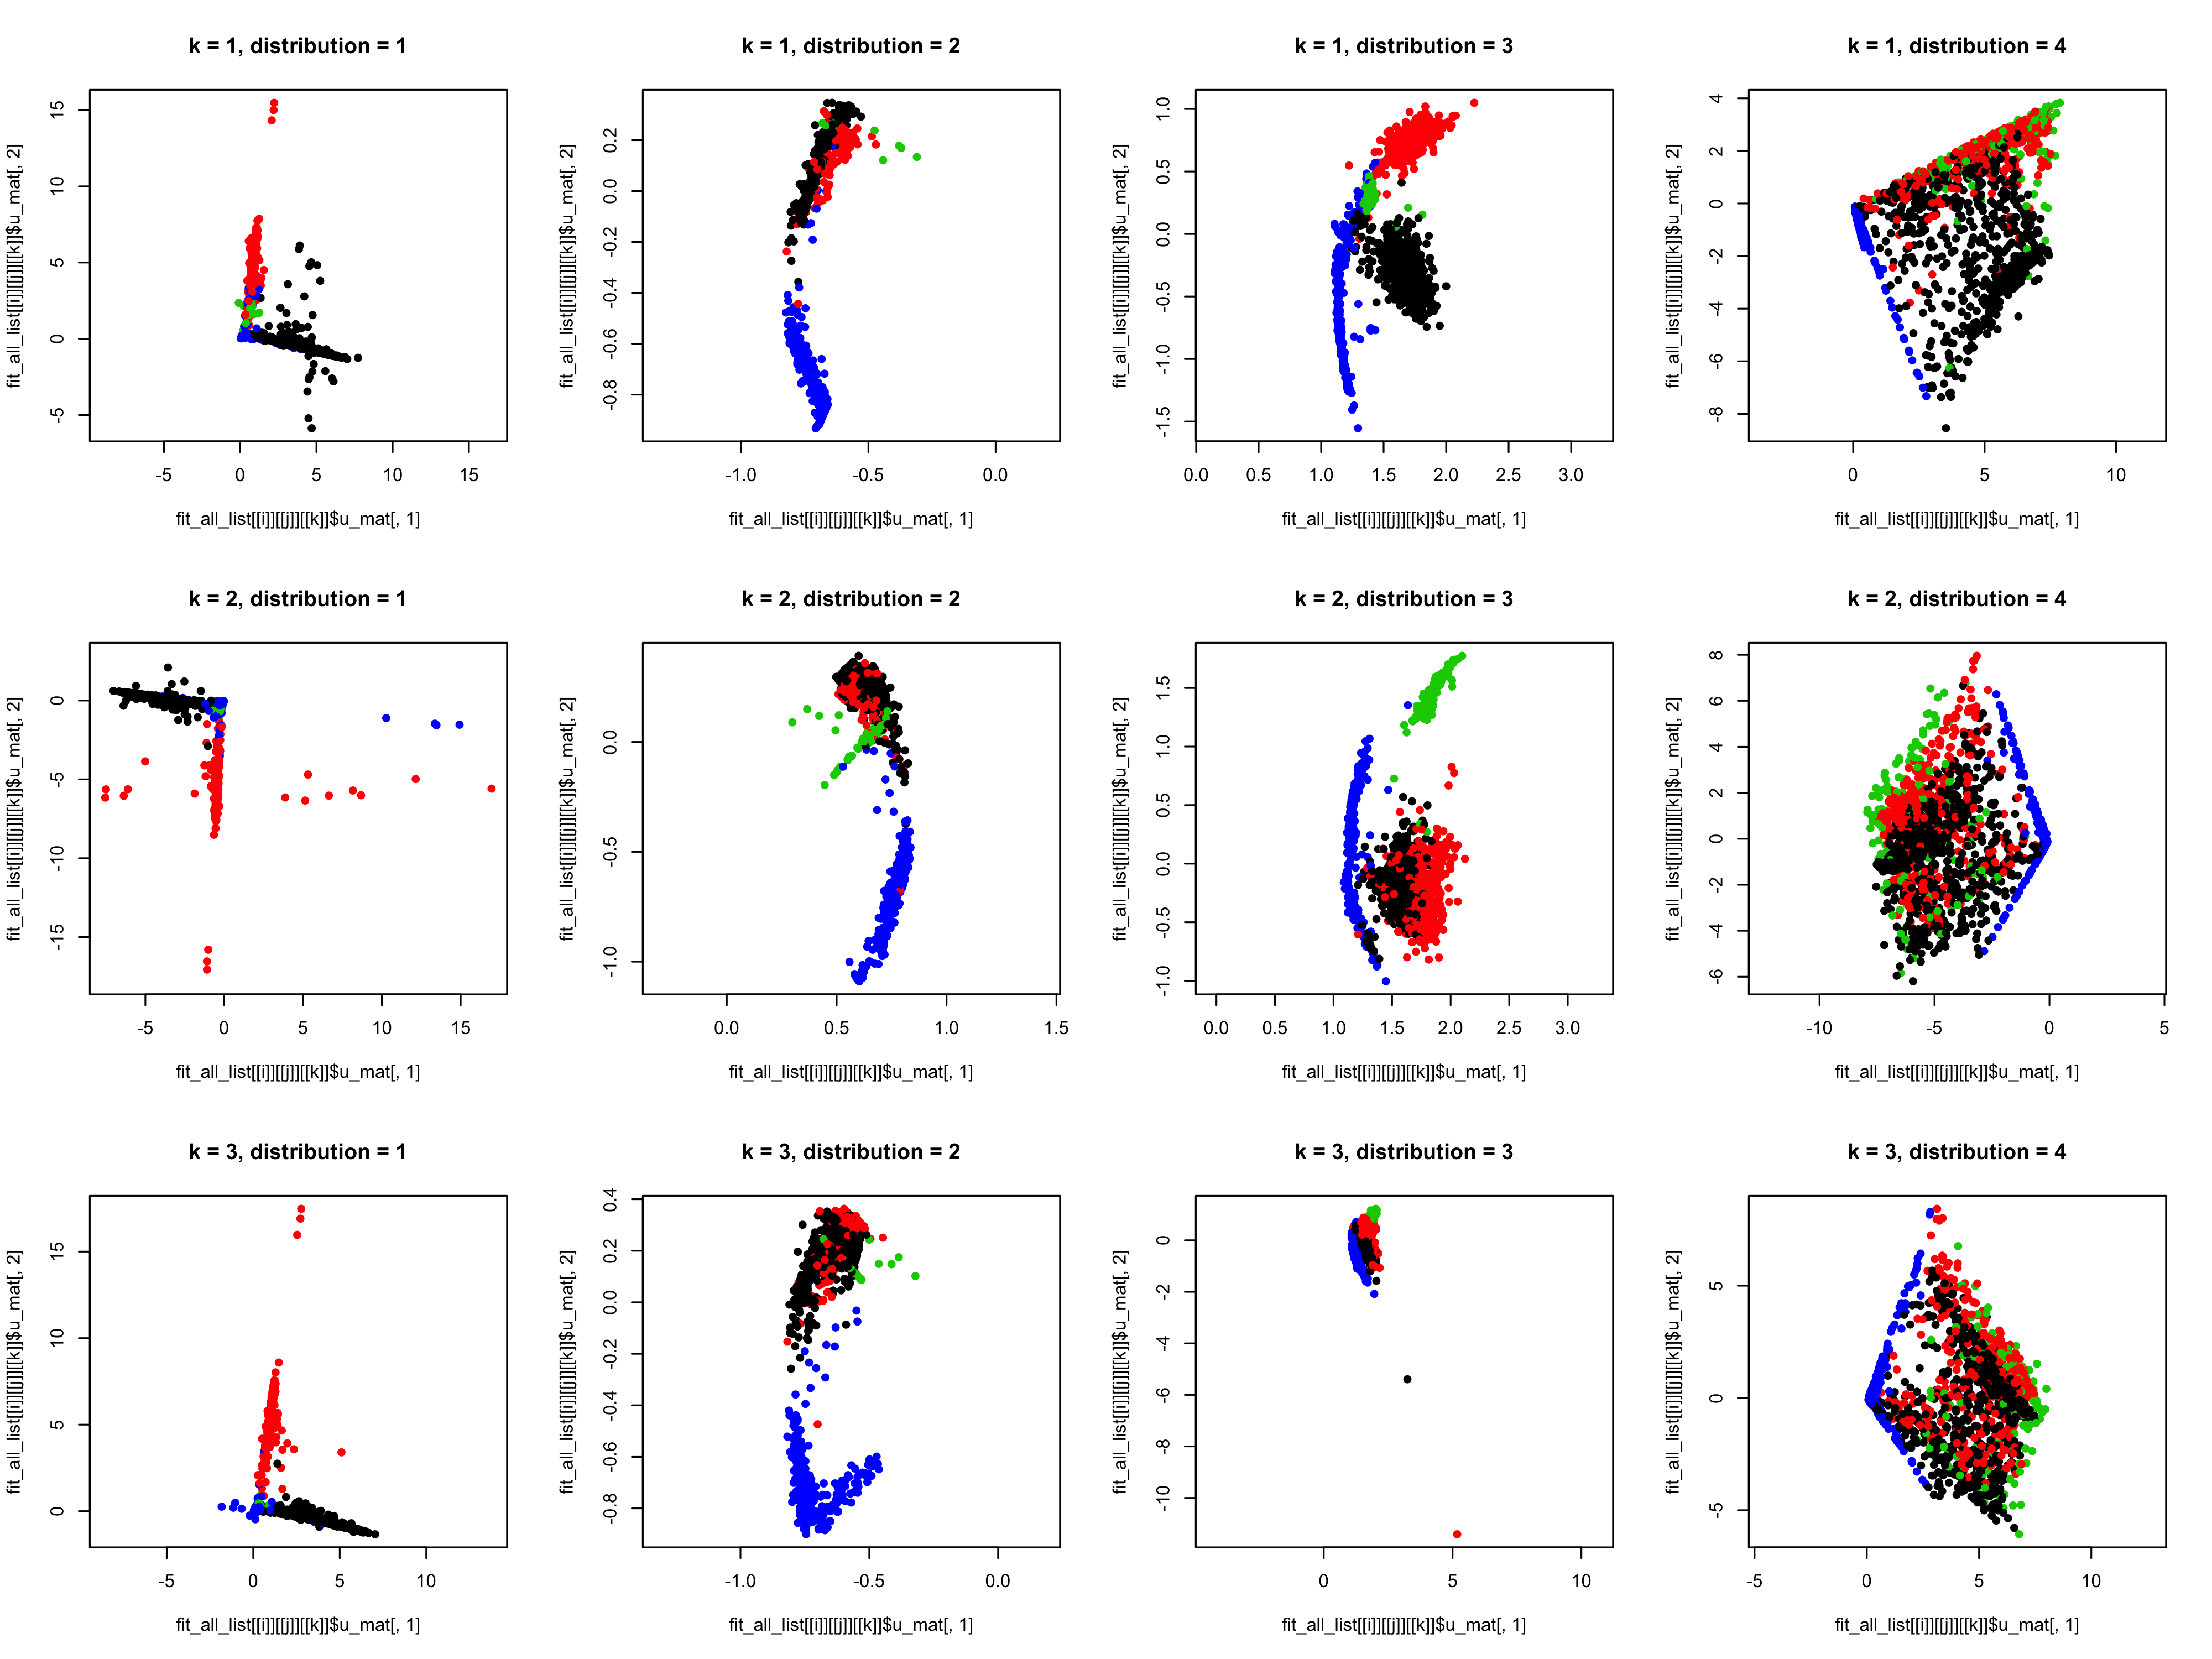 k = 1, distribution = 1
fit_all_list[[i]][[j]][[k]]$u_mat[, 2]
15
10
5
0
-5
-5 0 5 10 15
fit_all_list[[i]][[j]][[k]]$u_mat[, 1]
k = 1, distribution = 2
fit_all_list[[i]][[j]][[k]]$u_mat[, 2]
0.2
0.0
-0.2
-0.4
-0.6
-0.8
-1.0 -0.5 0.0
fit_all_list[[i]][[j]][[k]]$u_mat[, 1]
k = 1, distribution = 3
fit_all_list[[i]][[j]][[k]]$u_mat[, 2]
1.0
0.5
0.0
-0.5
-1.0
-1.5
0.0 0.5 1.0 1.5 2.0 2.5 3.0
fit_all_list[[i]][[j]][[k]]$u_mat[, 1]
k = 1, distribution = 4
fit_all_list[[i]][[j]][[k]]$u_mat[, 2]
4
2
0
-2
-4
-6
-8
0 5 10
fit_all_list[[i]][[j]][[k]]$u_mat[, 1]
k = 2, distribution = 1
fit_all_list[[i]][[j]][[k]]$u_mat[, 2]
0
-5
-10
-15
-5 0 5 10 15
fit_all_list[[i]][[j]][[k]]$u_mat[, 1]
k = 2, distribution = 2
fit_all_list[[i]][[j]][[k]]$u_mat[, 2]
0.0
-0.5
-1.0
0.0 0.5 1.0 1.5
fit_all_list[[i]][[j]][[k]]$u_mat[, 1]
k = 2, distribution = 3
fit_all_list[[i]][[j]][[k]]$u_mat[, 2]
1.5
1.0
0.5
0.0
-0.5
-1.0
0.0 0.5 1.0 1.5 2.0 2.5 3.0
fit_all_list[[i]][[j]][[k]]$u_mat[, 1]
k = 2, distribution = 4
fit_all_list[[i]][[j]][[k]]$u_mat[, 2]
8
6
4
2
0
-2
-4
-6
-10 -5 0 5
fit_all_list[[i]][[j]][[k]]$u_mat[, 1]
k = 3, distribution = 1
fit_all_list[[i]][[j]][[k]]$u_mat[, 2]
15
10
5
0
-5 0 5 10
fit_all_list[[i]][[j]][[k]]$u_mat[, 1]
k = 3, distribution = 2
fit_all_list[[i]][[j]][[k]]$u_mat[, 2]
0.4
0.2
0.0
-0.2
-0.4
-0.6
-0.8
-1.0 -0.5 0.0
fit_all_list[[i]][[j]][[k]]$u_mat[, 1]
k = 3, distribution = 3
fit_all_list[[i]][[j]][[k]]$u_mat[, 2]
0
-2
-4
-6
-8
-10
0 5 10
fit_all_list[[i]][[j]][[k]]$u_mat[, 1]
k = 3, distribution = 4
fit_all_list[[i]][[j]][[k]]$u_mat[, 2]
5
0
-5
-5 0 5 10
fit_all_list[[i]][[j]][[k]]$u_mat[, 1]